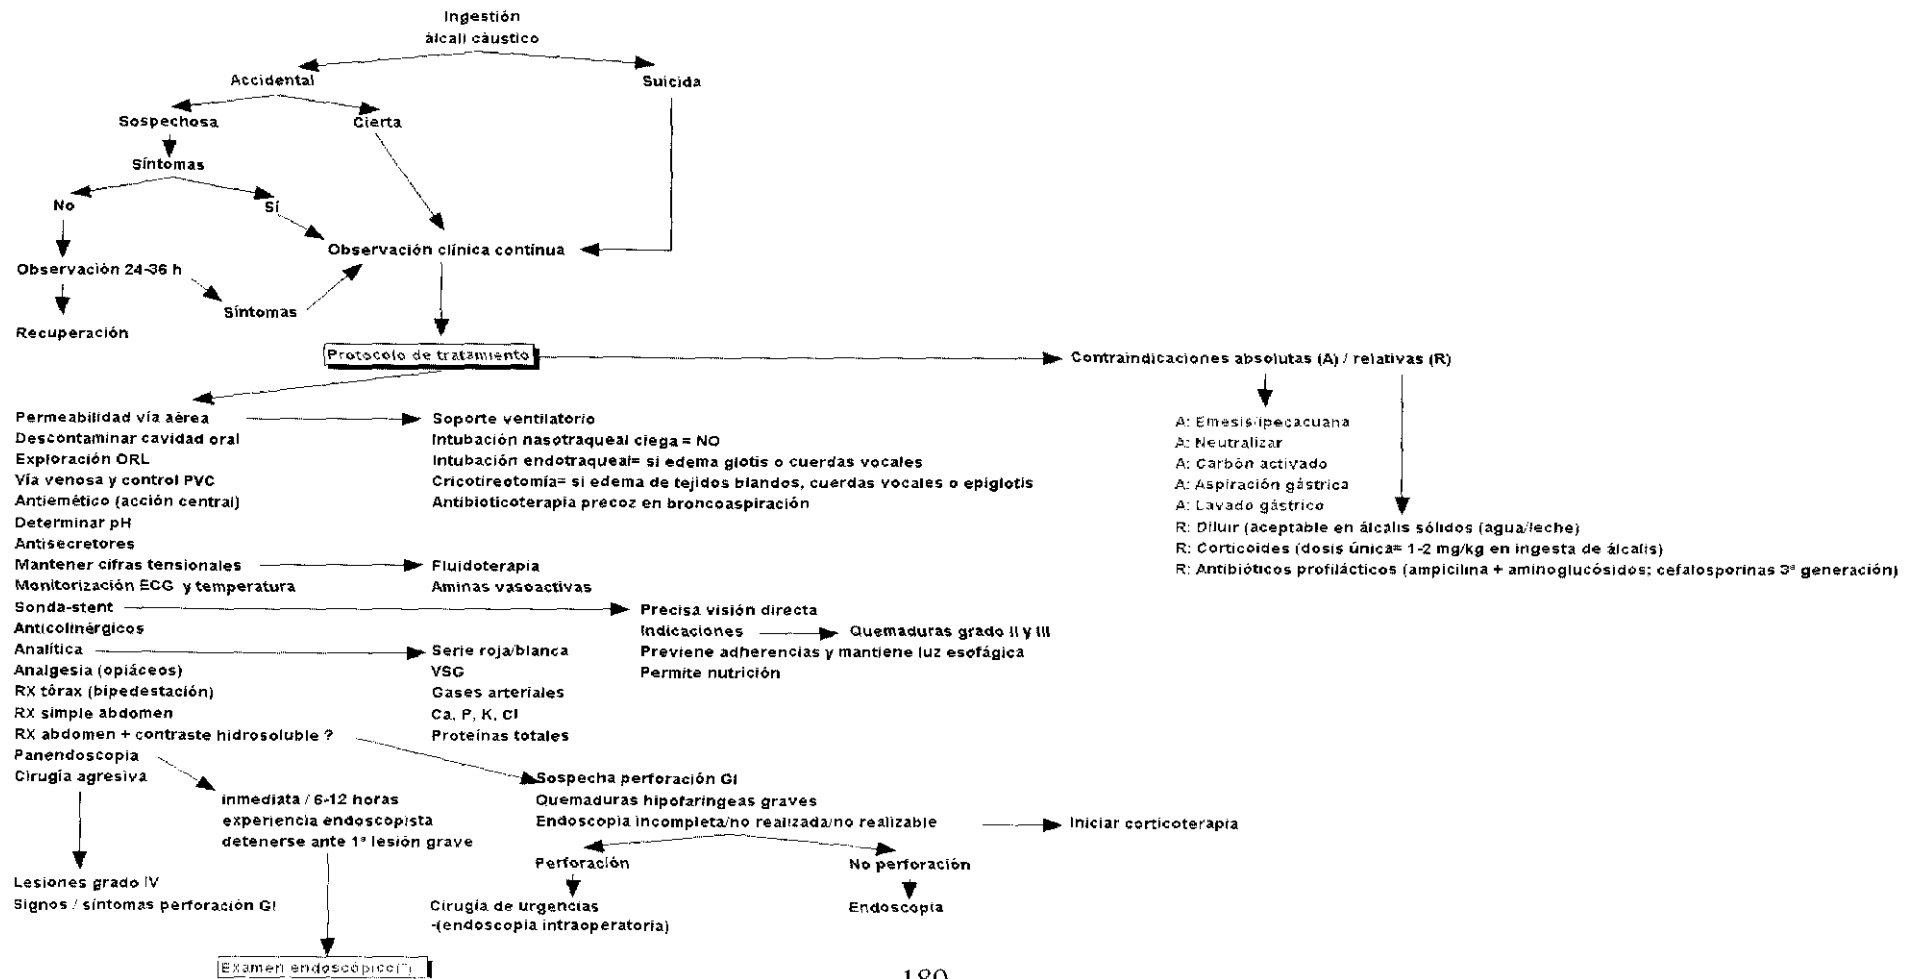 Ingestión
álcali cáustico
Accidental
Suicida
Sospechosa
Cierta
Síntomas
No
Sí
Observación clínica contínua
Observación 24-36 h
Síntomas
Recuperación
Protocolo de tratamiento
Contraindicaciones absolutas (A) / relativas (R)
Permeabilidad vía aérea
Descontaminar cavidad oral
Exploración ORL
Vía venosa y control PVC
Antiemético (acción central)
Determinar pH
Antisecretores
Mantener cifras tensionales
Monitorización ECG y temperatura
Sonda-stent
Anticolinérgicos
Analítica
Analgesia (opiáceos)
RX tórax (bipedestación)
RX simple abdomen
RX abdomen + contraste hidrosoluble ?
Panendoscopia
Cirugía agresiva
Soporte ventilatorio
Intubación nasotraqueal ciega = NO
Intubación endotraqueal= si edema glotis o cuerdas vocales
Cricotireotomía= si edema de tejidos blandos, cuerdas vocales o epiglotis
Antibioticoterapia precoz en broncoaspiración
Fluidoterapia
Aminas vasoactivas
A: Emesis/ipecacuana
A: Neutralizar
A: Carbón activado
A: Aspiración gástrica
A: Lavado gástrico
R: Diluir (aceptable en álcalis sólidos (agua/leche)
R: Corticoides (dosis única= 1-2 mg/kg en ingesta de álcalis)
R: Antibióticos profilácticos (ampicilina + aminoglucósidos; cefalosporinas 3ª generación)
Precisa visión directa
Indicaciones
Quemaduras grado II y III
Previene adherencias y mantiene luz esofágica
Permite nutrición
Serie roja/blanca
VSG
Gases arteriales
Ca, P, K, Cl
Proteínas totales
Sospecha perforación GI
Quemaduras hipofaríngeas graves
Endoscopia incompleta/no realizada/no realizable
Iniciar corticoterapia
inmediata / 6-12 horas
experiencia endoscopista
detenerse ante 1ª lesión grave
Perforación
No perforación
Lesiones grado IV
Signos / síntomas perforación GI
Cirugía de urgencias
-(endoscopia intraoperatoria)
Endoscopia
Examen endoscópico(*)
180